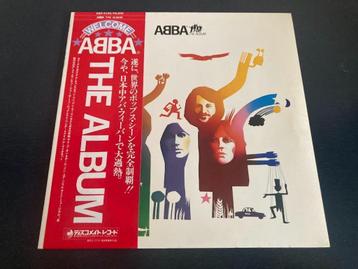 WELCOME
ABBA
THE ALBUM
ディスコメイトレコード
遂に、世界のポップス・シーンを完全制覇!!
今や、日本中アバ・フィーバーで大過熱。
ABBA
THE ALBUM